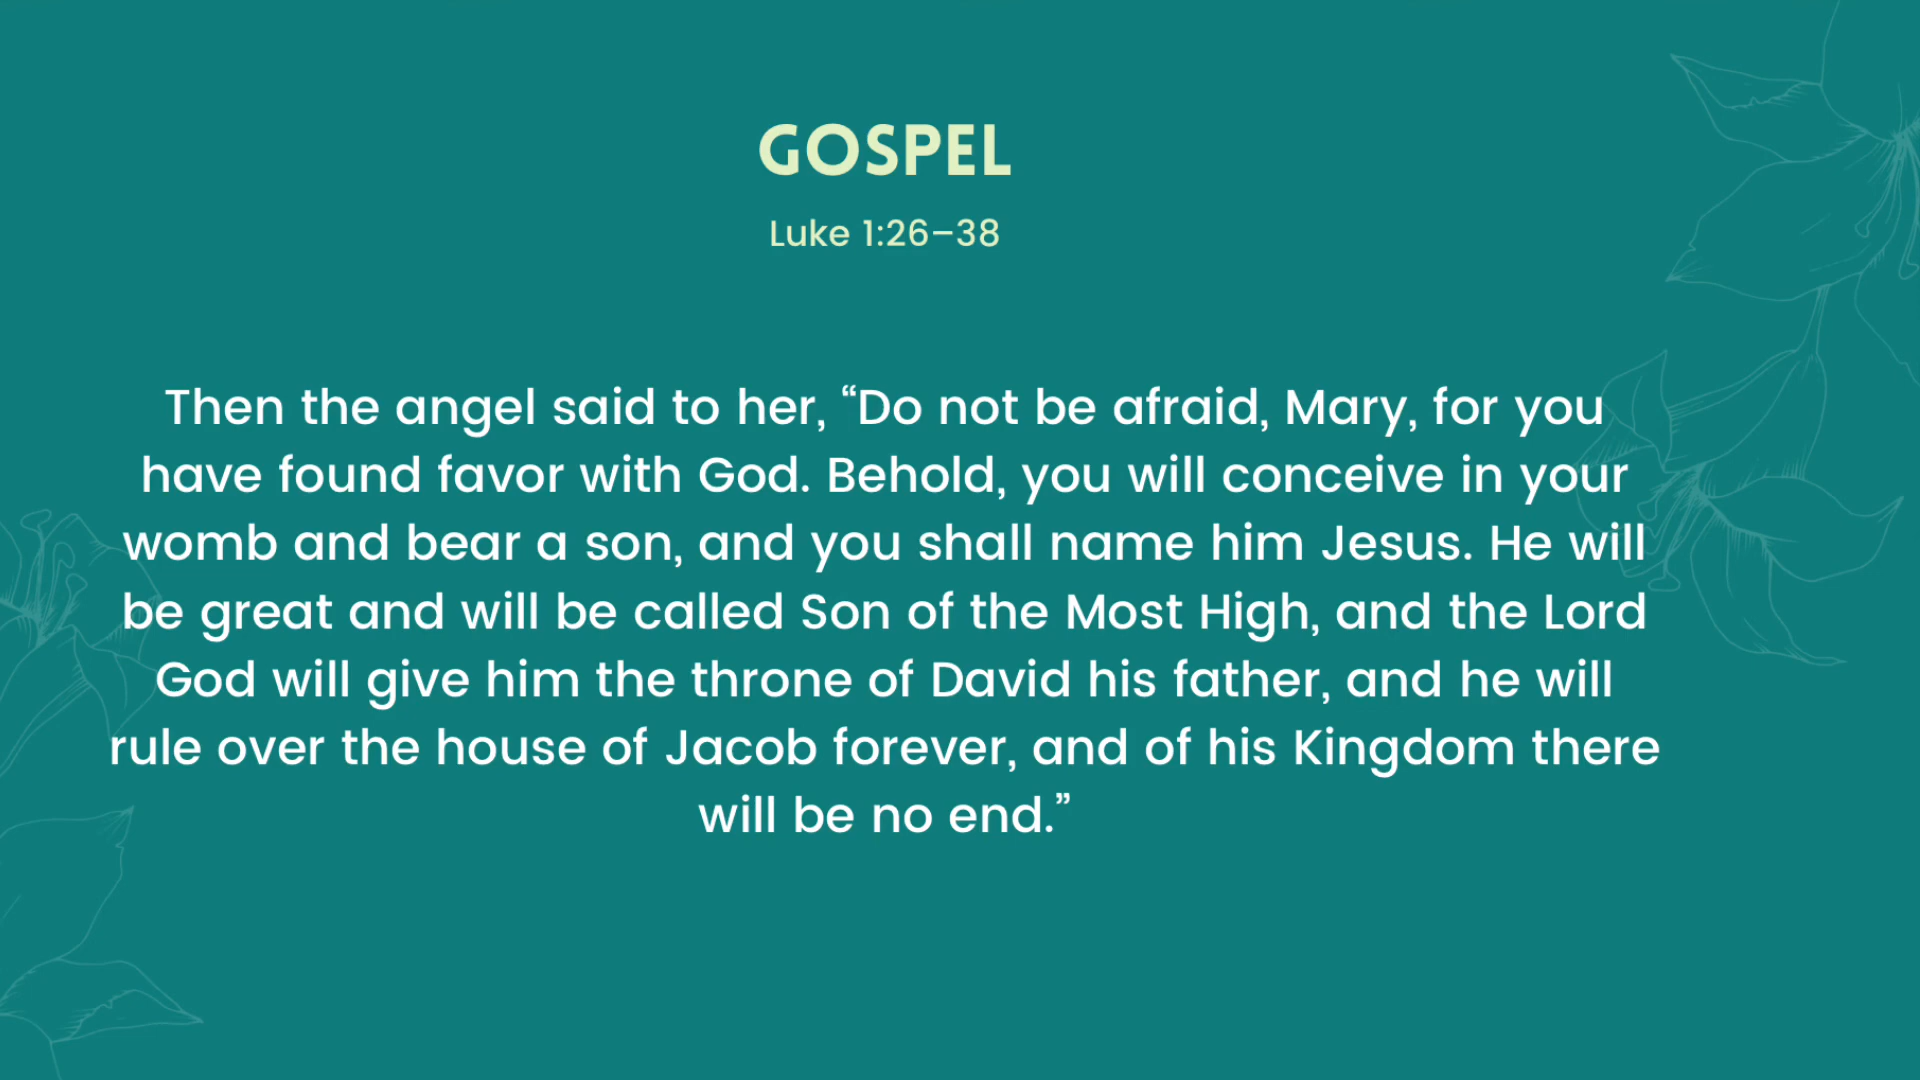 GOSPEL
Luke 1:26–38
Then the angel said to her, “Do not be afraid, Mary, for you
have found favor with God. Behold, you will conceive in your
womb and bear a son, and you shall name him Jesus. He will
be great and will be called Son of the Most High, and the Lord
God will give him the throne of David his father, and he will
rule over the house of Jacob forever, and of his Kingdom there
will be no end.”